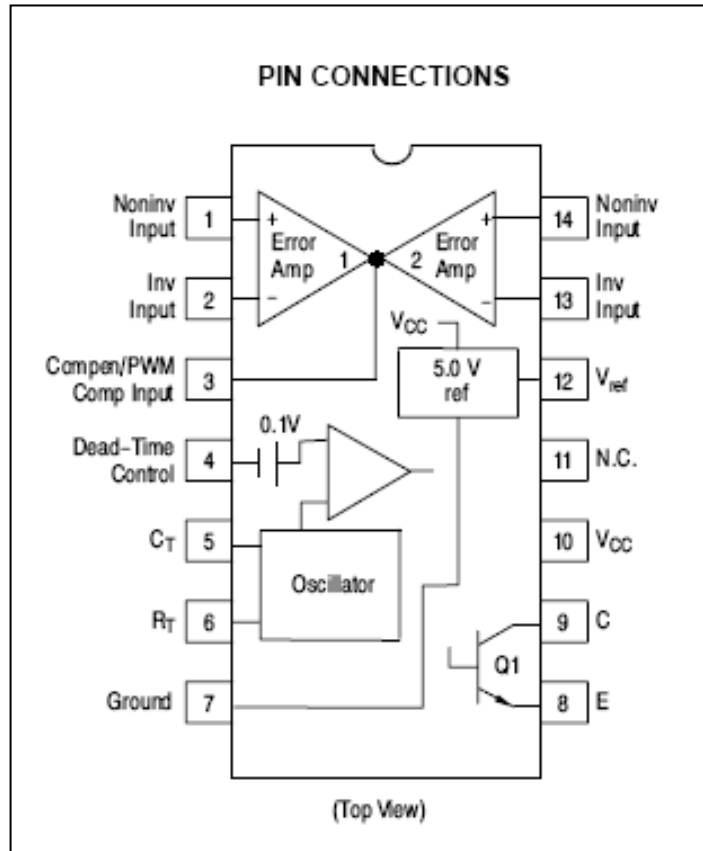 PIN CONNECTIONS
Noninv
Input
1
+
Error
Amp
1
2
Error
Amp
+
14
Noninv
Input
Inv
Input
2
−
−
13
Inv
Input
Compen/PWM
Comp Input
3
VCC
5.0 V
ref
12
Vref
Dead−Time
Control
4
0.1V
11
N.C.
CT
5
Oscillator
10
VCC
RT
6
Q1
9
C
Ground
7
8
E
(Top View)